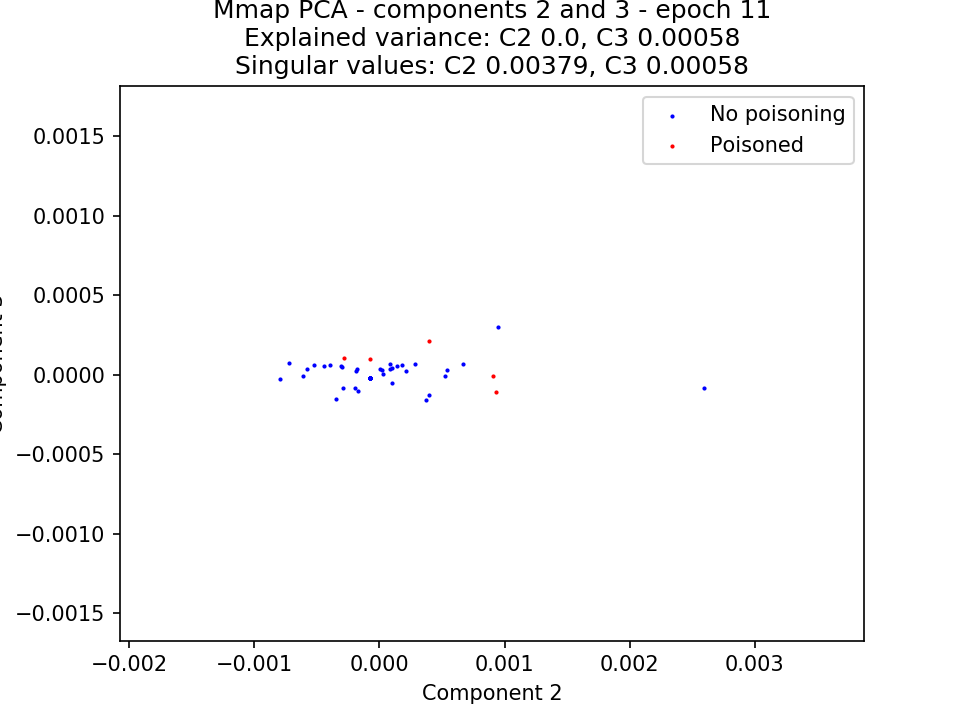 Mmap PCA - components 2 and 3 - epoch 11
Explained variance: C2 0.0, C3 0.00058
Singular values: C2 0.00379, C3 0.00058
No poisoning
Poisoned
0.0015
0.0010
0.0005
0.0000
−0.0005
−0.0010
−0.0015
−0.002 −0.001 0.000 0.001 0.002 0.003
Component 2